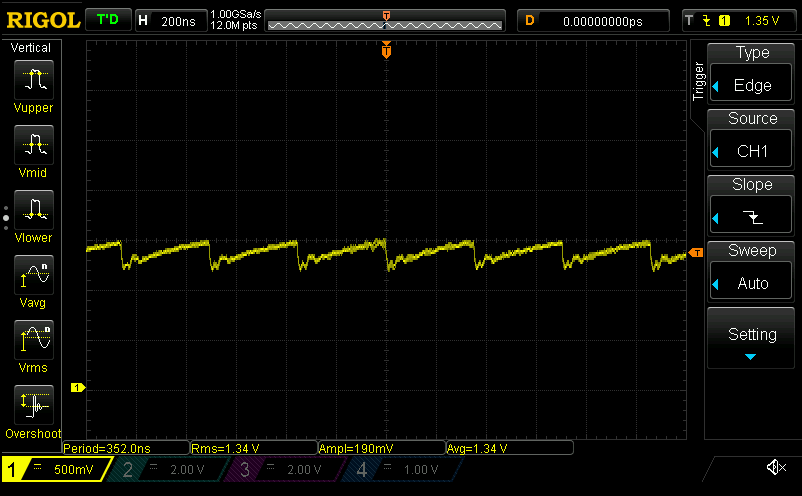 RIGOL T'D H 200ns 1.00GSa/s 12.0M pts T D 0.00000000ps T 1 1.35 V
Vertical
Vupper
Vmid
Vlower
Vavg
Vrms
Overshoot
T
T
1
Trigger
Type
Edge
Source
CH1
Slope
Sweep
Auto
Setting
Period=352.0ns Rms=1.34 V Ampl=190mV Avg=1.34 V
1 500mV 2 2.00 V 3 2.00 V 4 1.00 V